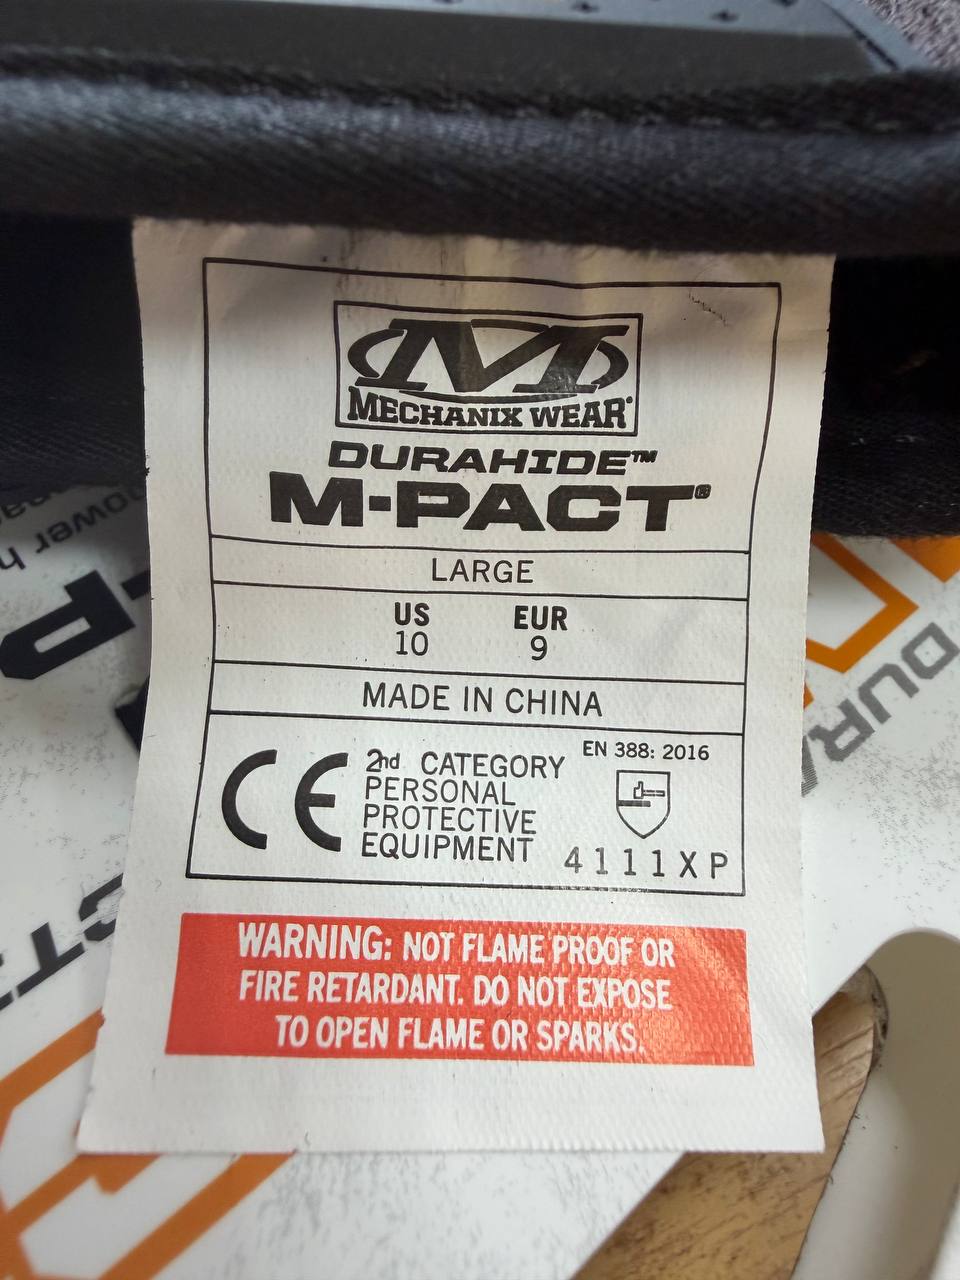 MECHANIX WEAR®
DURAHIDE™
M-PACT®
LARGE
US EUR
10 9
MADE IN CHINA
CE
2nd CATEGORY
PERSONAL
PROTECTIVE
EQUIPMENT
EN 388: 2016
4111XP
WARNING: NOT FLAME PROOF OR
FIRE RETARDANT. DO NOT EXPOSE
TO OPEN FLAME OR SPARKS.